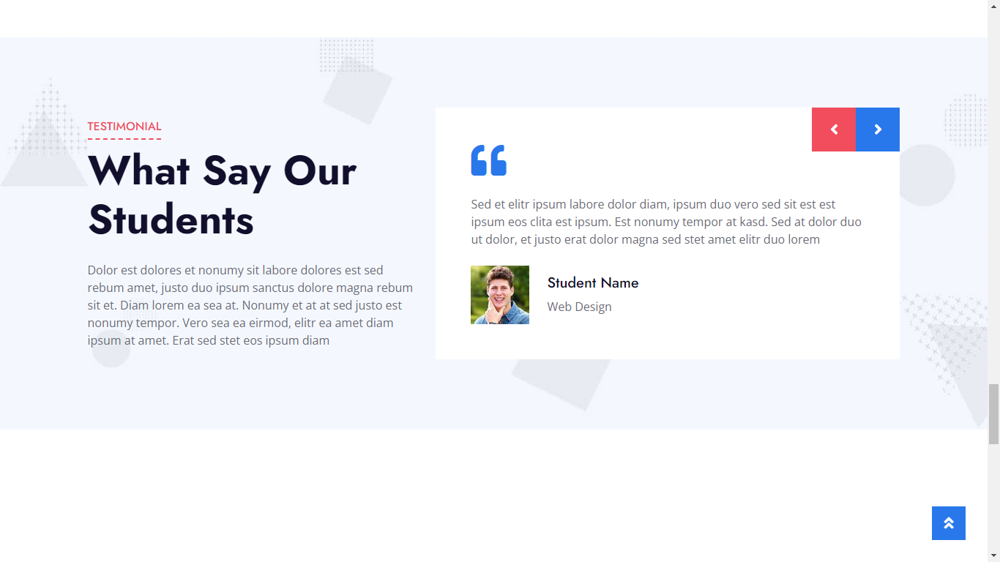 TESTIMONIAL
What Say Our
Students
Dolor est dolores et nonumy sit labore dolores est sed
rebum amet, justo duo ipsum sanctus dolore magna rebum
sit et. Diam lorem ea sea at. Nonumy et at at sed justo est
nonumy tempor. Vero sea ea eirmod, elitr ea amet diam
ipsum at amet. Erat sed stet eos ipsum diam
Sed et elitr ipsum labore dolor diam, ipsum duo vero sed sit est est
ipsum eos clita est ipsum. Est nonumy tempor at kasd. Sed at dolor duo
ut dolor, et justo erat dolor magna sed stet amet elitr duo lorem
Student Name
Web Design